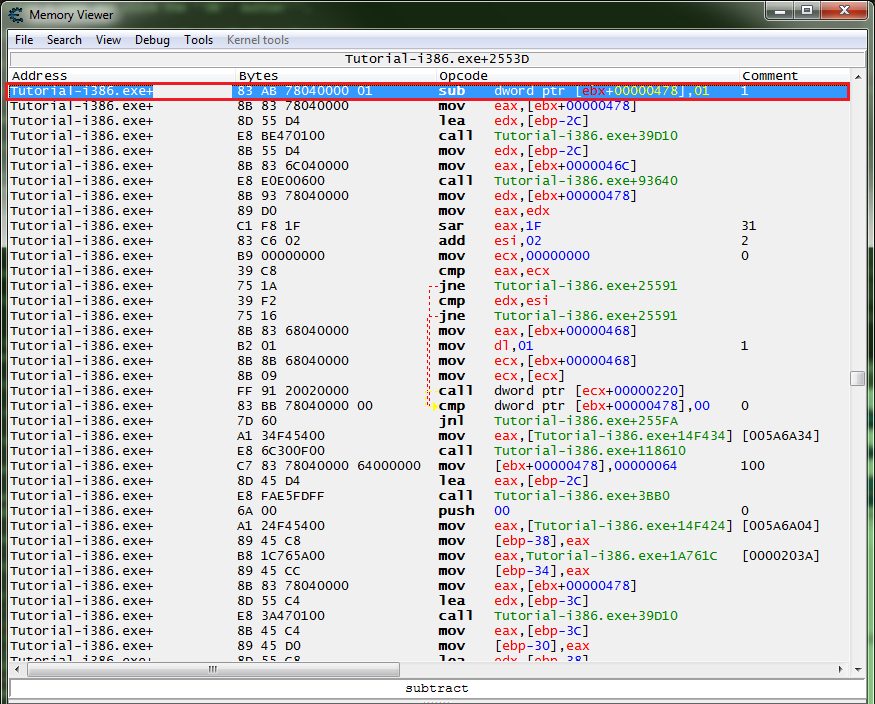 Memory Viewer
File Search View Debug Tools Kernel tools
Tutorial-i386.exe+2553D
Address Bytes Opcode Comment
Tutorial-i386.exe+ 83 AB 78040000 01 sub dword ptr [ebx+00000478],01 1
Tutorial-i386.exe+ 8B 83 78040000 mov eax,[ebx+00000478]
Tutorial-i386.exe+ 8D 55 D4 lea edx,[ebp-2C]
Tutorial-i386.exe+ E8 BE470100 call Tutorial-i386.exe+39D10
Tutorial-i386.exe+ 8B 55 D4 mov edx,[ebp-2C]
Tutorial-i386.exe+ 8B 83 6C040000 mov eax,[ebx+0000046C]
Tutorial-i386.exe+ E8 E0E00600 call Tutorial-i386.exe+93640
Tutorial-i386.exe+ 8B 93 78040000 mov edx,[ebx+00000478]
Tutorial-i386.exe+ 89 D0 mov eax,edx
Tutorial-i386.exe+ C1 F8 1F sar eax,1F 31
Tutorial-i386.exe+ 83 C6 02 add esi,02 2
Tutorial-i386.exe+ B9 00000000 mov ecx,00000000 0
Tutorial-i386.exe+ 39 C8 cmp eax,ecx
Tutorial-i386.exe+ 75 1A jne Tutorial-i386.exe+25591
Tutorial-i386.exe+ 39 F2 cmp edx,esi
Tutorial-i386.exe+ 75 16 jne Tutorial-i386.exe+25591
Tutorial-i386.exe+ 8B 83 68040000 mov eax,[ebx+00000468]
Tutorial-i386.exe+ B2 01 mov dl,01 1
Tutorial-i386.exe+ 8B 8B 68040000 mov ecx,[ebx+00000468]
Tutorial-i386.exe+ 8B 09 mov ecx,[ecx]
Tutorial-i386.exe+ FF 91 20020000 call dword ptr [ecx+00000220]
Tutorial-i386.exe+ 83 BB 78040000 00 cmp dword ptr [ebx+00000478],00 0
Tutorial-i386.exe+ 7D 60 jnl Tutorial-i386.exe+255FA
Tutorial-i386.exe+ A1 34F45400 mov eax,[Tutorial-i386.exe+14F434] [005A6A34]
Tutorial-i386.exe+ E8 6C300F00 call Tutorial-i386.exe+118610
Tutorial-i386.exe+ C7 83 78040000 64000000 mov [ebx+00000478],00000064 100
Tutorial-i386.exe+ 8D 45 D4 lea eax,[ebp-2C]
Tutorial-i386.exe+ E8 FAE5FDFF call Tutorial-i386.exe+3BB0
Tutorial-i386.exe+ 6A 00 push 00 0
Tutorial-i386.exe+ A1 24F45400 mov eax,[Tutorial-i386.exe+14F424] [005A6A04]
Tutorial-i386.exe+ 89 45 C8 mov [ebp-38],eax
Tutorial-i386.exe+ B8 1C765A00 mov eax,Tutorial-i386.exe+1A761C [0000203A]
Tutorial-i386.exe+ 89 45 CC mov [ebp-34],eax
Tutorial-i386.exe+ 8B 83 78040000 mov eax,[ebx+00000478]
Tutorial-i386.exe+ 8D 55 C4 lea edx,[ebp-3C]
Tutorial-i386.exe+ E8 3A470100 call Tutorial-i386.exe+39D10
Tutorial-i386.exe+ 8B 45 C4 mov eax,[ebp-3C]
Tutorial-i386.exe+ 89 45 D0 mov [ebp-30],eax
Tutorial-i386.exe+ 8D 55 C8 lea edx,[ebp-38]
subtract